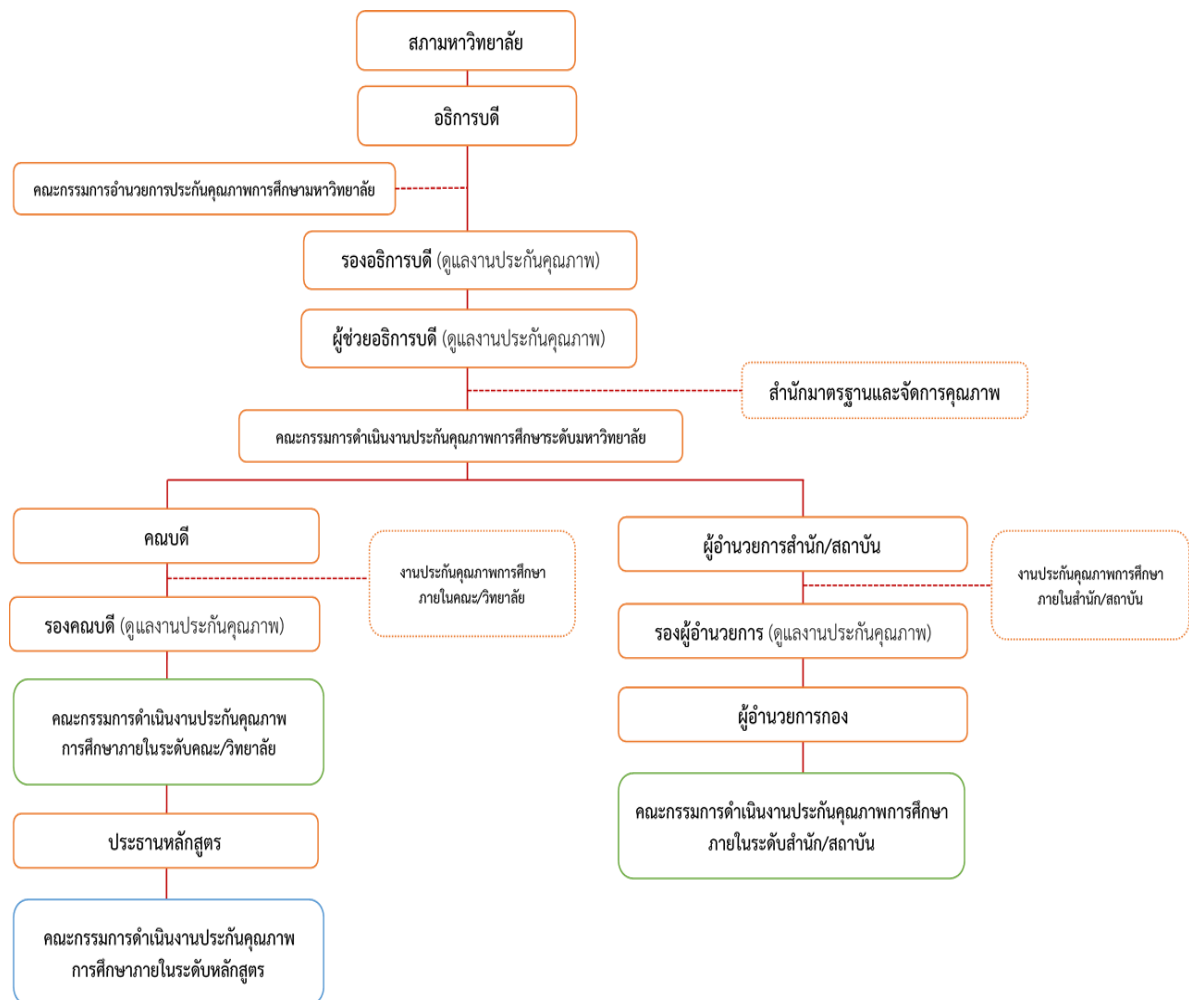 สภามหาวิทยาลัย
อธิการบดี
คณะกรรมการอำนวยการประกันคุณภาพการศึกษามหาวิทยาลัย
รองอธิการบดี (ดูแลงานประกันคุณภาพ)
ผู้ช่วยอธิการบดี (ดูแลงานประกันคุณภาพ)
สำนักมาตรฐานและจัดการคุณภาพ
คณะกรรมการดำเนินงานประกันคุณภาพการศึกษาระดับมหาวิทยาลัย
คณบดี
งานประกันคุณภาพการศึกษา
ภายในคณะ/วิทยาลัย
รองคณบดี (ดูแลงานประกันคุณภาพ)
คณะกรรมการดำเนินงานประกันคุณภาพ
การศึกษาภายในระดับคณะ/วิทยาลัย
ประธานหลักสูตร
คณะกรรมการดำเนินงานประกันคุณภาพ
การศึกษาภายในระดับหลักสูตร
ผู้อำนวยการสำนัก/สถาบัน
งานประกันคุณภาพการศึกษา
ภายในสำนัก/สถาบัน
รองผู้อำนวยการ (ดูแลงานประกันคุณภาพ)
ผู้อำนวยการกอง
คณะกรรมการดำเนินงานประกันคุณภาพการศึกษา
ภายในระดับสำนัก/สถาบัน